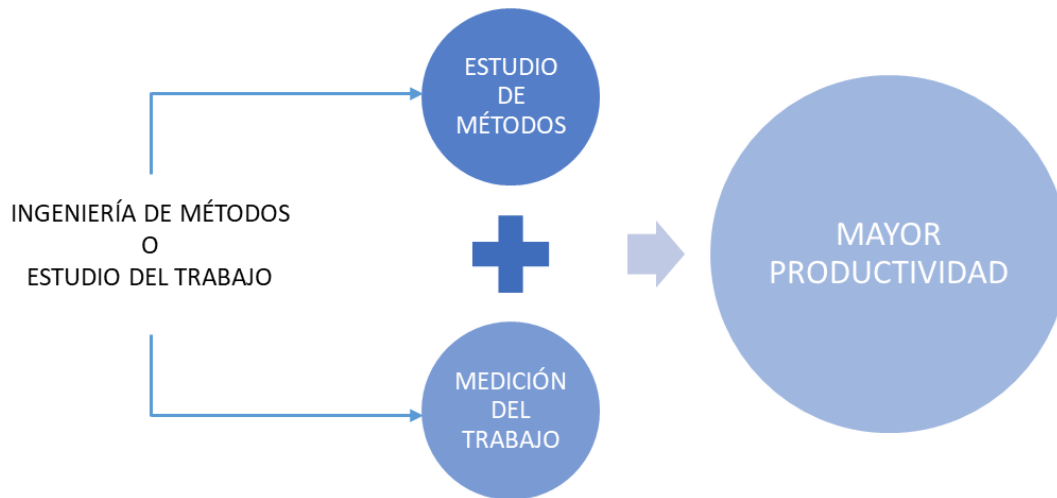 ESTUDIO
DE
MÉTODOS
INGENIERÍA DE MÉTODOS
O
ESTUDIO DEL TRABAJO
MAYOR
PRODUCTIVIDAD
MEDICIÓN
DEL
TRABAJO